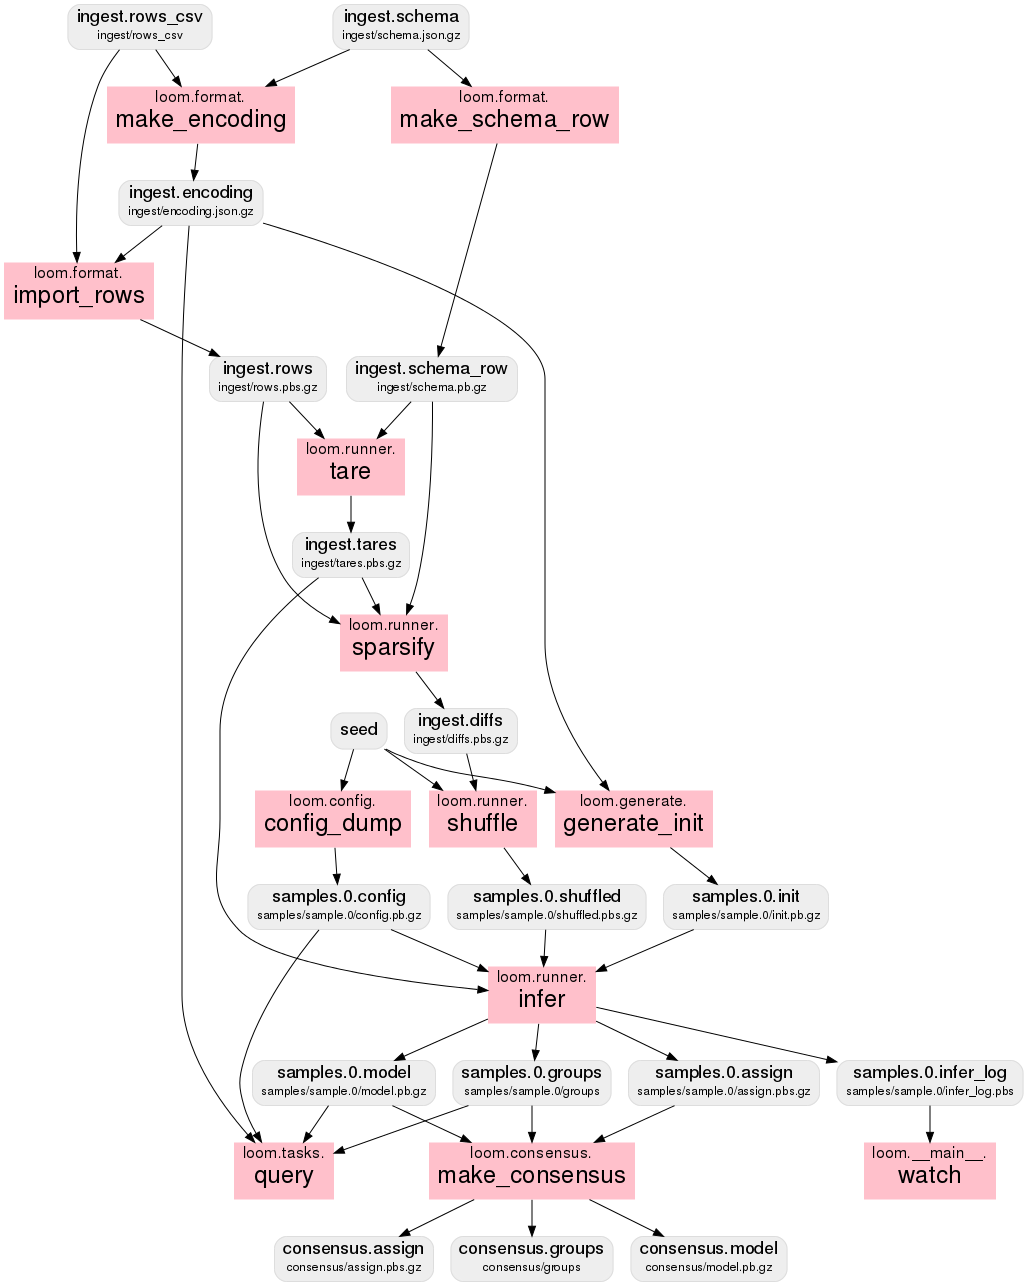 ingest.rows_csv
ingest/rows_csv
ingest.schema
ingest/schema.json.gz
loom.format.
make_encoding
loom.format.
make_schema_row
ingest.encoding
ingest/encoding.json.gz
loom.format.
import_rows
ingest.rows
ingest/rows.pbs.gz
ingest.schema_row
ingest/schema.pb.gz
loom.runner.
tare
ingest.tares
ingest/tares.pbs.gz
loom.runner.
sparsify
seed
ingest.diffs
ingest/diffs.pbs.gz
loom.config.
config_dump
loom.runner.
shuffle
loom.generate.
generate_init
samples.0.config
samples/sample.0/config.pb.gz
samples.0.shuffled
samples/sample.0/shuffled.pbs.gz
samples.0.init
samples/sample.0/init.pb.gz
loom.runner.
infer
samples.0.model
samples/sample.0/model.pb.gz
samples.0.groups
samples/sample.0/groups
samples.0.assign
samples/sample.0/assign.pbs.gz
samples.0.infer_log
samples/sample.0/infer_log.pbs
loom.tasks.
query
loom.consensus.
make_consensus
loom.__main__.
watch
consensus.assign
consensus/assign.pbs.gz
consensus.groups
consensus/groups
consensus.model
consensus/model.pb.gz